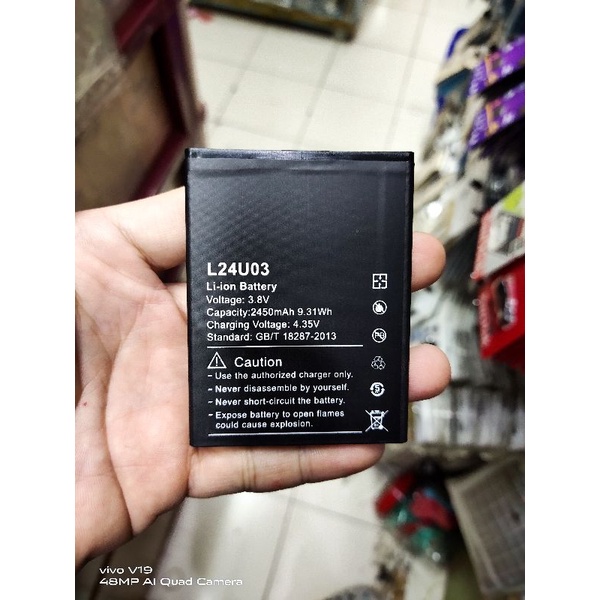 L24U03
Li-ion Battery
Voltage: 3.8V
Capacity:2450mAh 9.31Wh
Charging Voltage: 4.35V
Standard: GB/T 18287-2013
Caution
- Use the authorized charger only.
- Never disassemble by yourself.
- Never short-circuit the battery.
- Expose battery to open flames
could cause explosion.
vivo V19
48MP AI Quad Camera